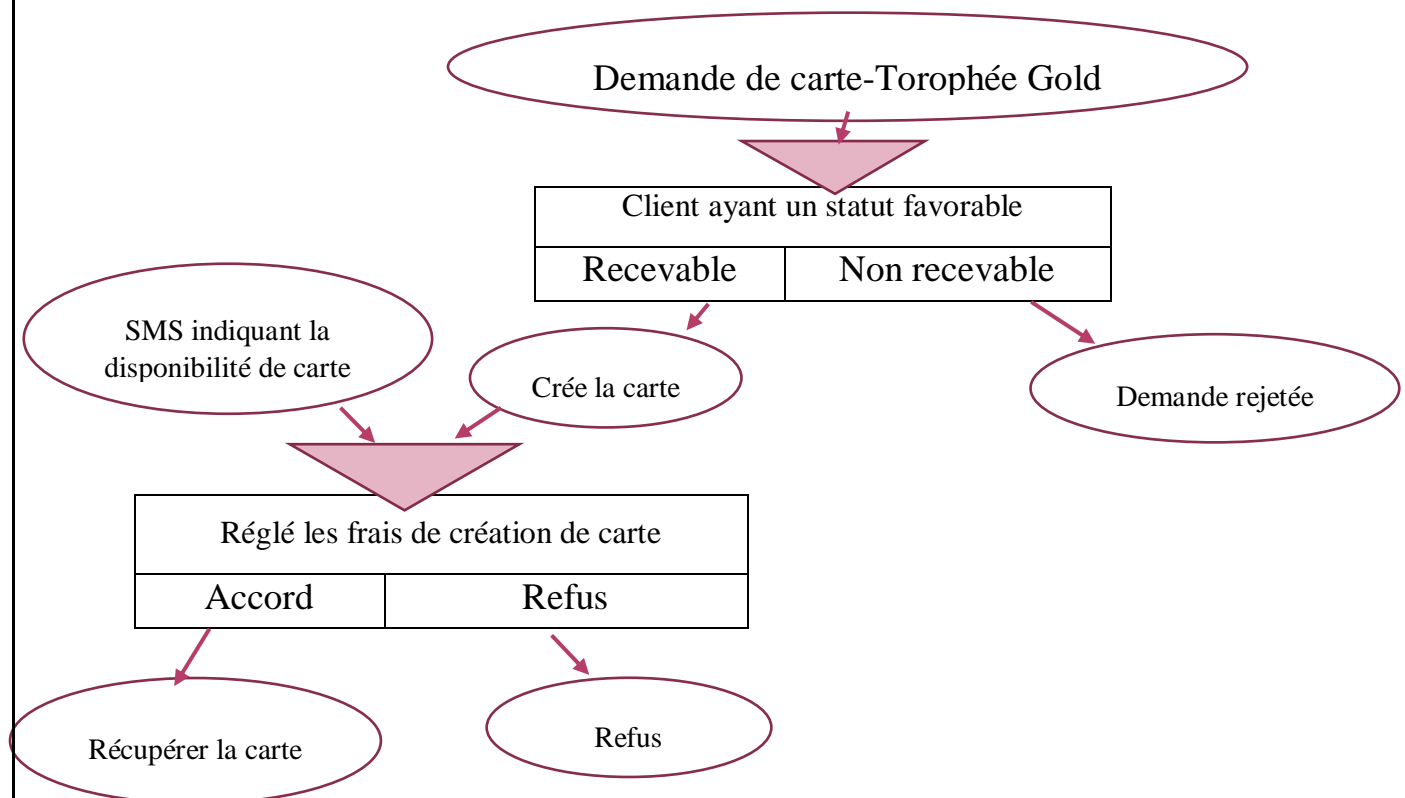 Demande de carte-Torophée Gold
Client ayant un statut favorable
Recevable
Non recevable
SMS indiquant la
disponibilité de carte
Crée la carte
Demande rejetée
Réglé les frais de création de carte
Accord
Refus
Récupérer la carte
Refus